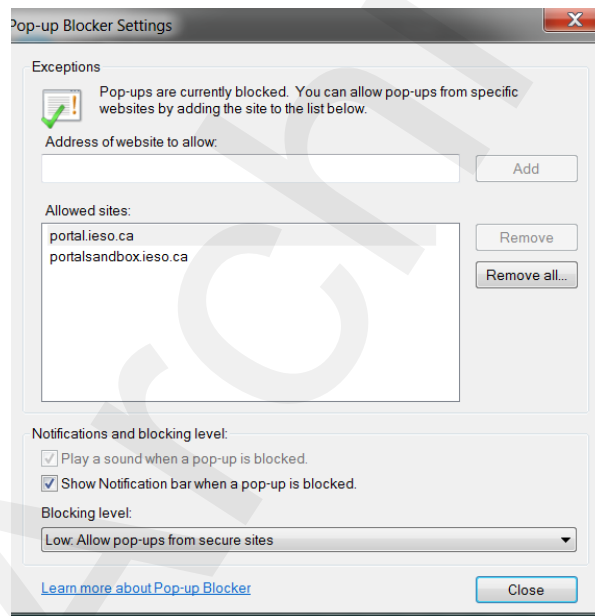 Pop-up Blocker Settings
X
Exceptions
Pop-ups are currently blocked. You can allow pop-ups from specific
websites by adding the site to the list below.
Address of website to allow:
Add
Allowed sites:
portal.ieso.ca
portalsandbox.ieso.ca
Remove
Remove all...
Notifications and blocking level:
Play a sound when a pop-up is blocked.
Show Notification bar when a pop-up is blocked.
Blocking level:
Low: Allow pop-ups from secure sites
Learn more about Pop-up Blocker
Close
Archi